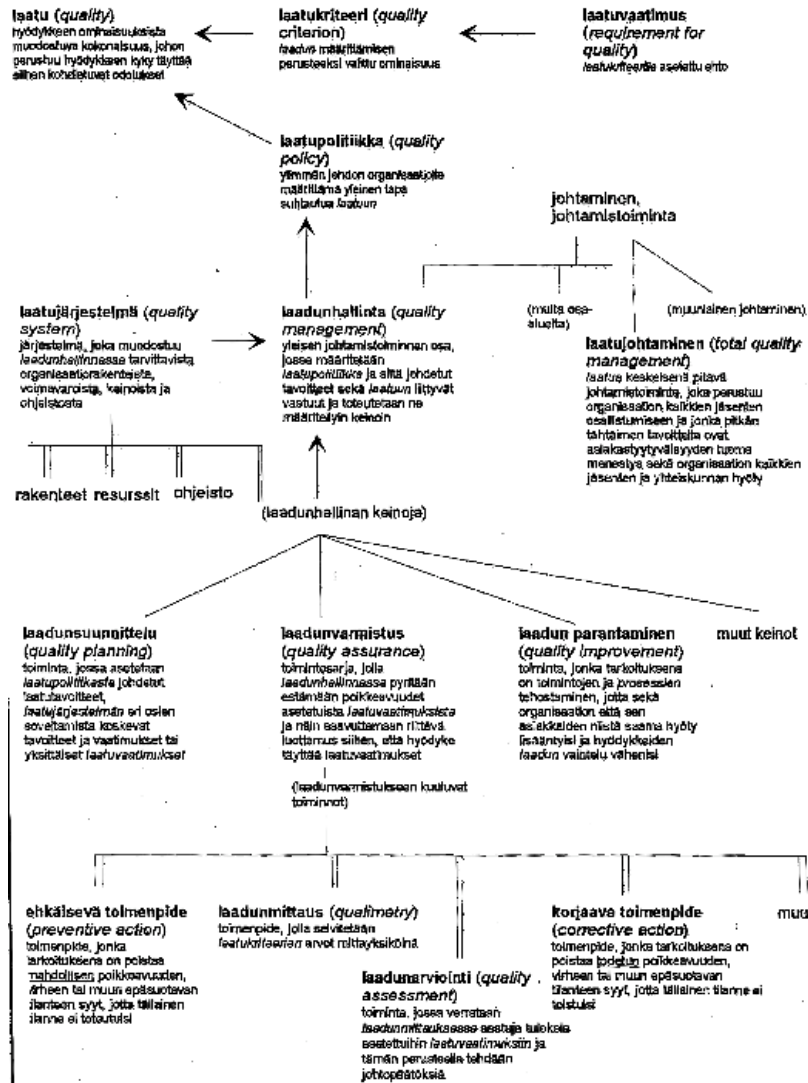 laatu (quality)
hyödykkeen ominaisuuksista
muodostuva kokonaisuus, johon
perustuu hyödykkeen kyky täyttää
siihen kohdistuvat odotukset
laatukriteeri (quality
criterion)
laadun määrittämisen
perusteeksi valittu ominaisuus
laatuvaatimus
(requirement for
quality)
laatukriteerille asetettu ehto
laatupolitiikka (quality
policy)
ylimmän johdon organisaatiolle
määrittämä yleinen tapa
suhtautua laatuun
johtaminen,
johtamistoiminta
(muita osa-
alueita)
(muunlainen johtaminen)
laatujärjestelmä (quality
system)
järjestelmä, joka muodostuu
laadunhallinnassa tarvittavista
organisaatiorakenteista,
voimavaroista, keinoista ja
ohjeistosta
laadunhallinta (quality
management)
yleisen johtamistoiminnan osa,
jossa määritetään
laatupolitiikka ja siitä johdetut
tavoitteet sekä laatuun liittyvät
vastuut ja toteutetaan ne
määritellyin keinoin
laatujohtaminen (total quality
management)
laatua keskeisenä pitävä
johtamistoiminta, joka perustuu
organisaation kaikkien jäsenten
osallistumiseen ja jonka pitkän
tähtäimen tavoitteita ovat
asiakastyytyväisyyden tuoma
menestys sekä organisaation kaikkien
jäsenten ja yhteiskunnan hyöty
rakenteet resurssit ohjeisto
(laadunhallinan keinoja)
laadunsuunnittelu
(quality planning)
toiminta, jossa asetetaan
laatupolitiikasta johdetut
laatutavoitteet,
laatujärjestelmän eri osien
soveltamista koskevat
tavoitteet ja vaatimukset tai
yksittäiset laatuvaatimukset
laadunvarmistus
(quality assurance)
toimintasarja, jolla
laadunhallinnassa pyritään
estämään poikkeavuudet
asetetuista laatuvaatimuksista
ja näin saavuttamaan riittävä
luottamus siihen, että hyödyke
täyttää laatuvaatimukset
laadun parantaminen
(quality improvement)
toiminta, jonka tarkoituksena
on toimintojen ja prosessien
tehostaminen, jotta sekä
organisaation että sen
asiakkaiden niistä saama hyöty
lisääntyisi ja hyödykkeiden
laadun vaihtelu vähenisi
muut keinot
(laadunvarmistukseen kuuluvat
toiminnot)
ehkäisevä toimenpide
(preventive action)
toimenpide, jonka
tarkoituksena on poistaa
mahdollisen poikkeavuuden,
virheen tai muun epäsuotavan
tilanteen syyt, jotta tällainen
tilanne ei toteutuisi
laadunmittaus (qualimetry)
toimenpide, jolla selvitetään
laatukriteerien arvot mittayksikköinä
laadunarviointi (quality
assessment)
toiminta, jossa verrataan
laadunmittauksessa saatuja tuloksia
asetettuihin laatuvaatimuksiin ja
tämän perusteella tehdään
johtopäätöksiä
korjaava toimenpide
(corrective action)
toimenpide, jonka tarkoituksena on
poistaa todetun poikkeavuuden,
virheen tai muun epäsuotavan
tilanteen syyt, jotta tällainen tilanne ei
toistuisi
muu